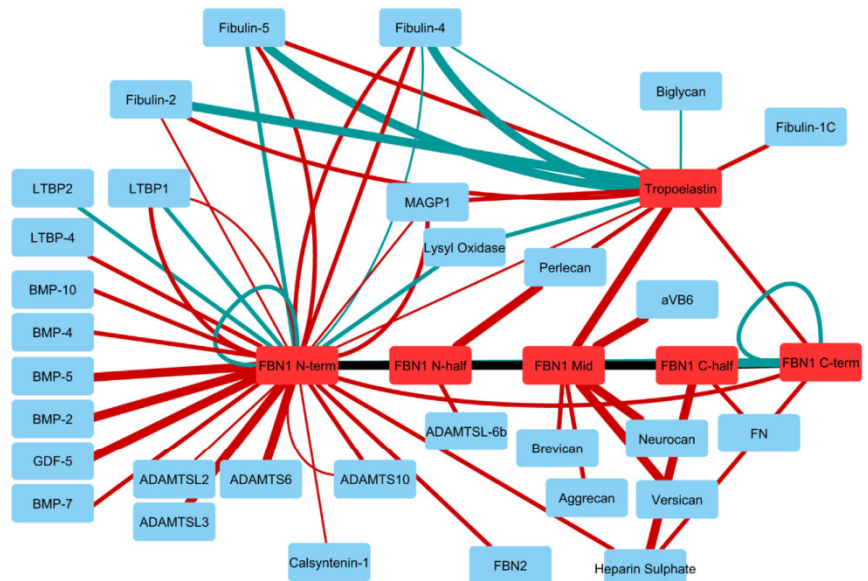 Fibulin-5
Fibulin-4
Fibulin-2
Biglycan
Fibulin-1C
LTBP2
LTBP1
Tropoelastin
MAGP1
LTBP-4
Lysyl Oxidase
Perlecan
BMP-10
aVB6
BMP-4
FBN1 N-term
FBN1 N-half
FBN1 Mid
FBN1 C-half
FBN1 C-term
BMP-5
BMP-2
ADAMTSL-6b
Brevican
Neurocan
FN
GDF-5
ADAMTSL2
ADAMTS6
ADAMTS10
Aggrecan
Versican
BMP-7
ADAMTSL3
Calsyntenin-1
FBN2
Heparin Sulphate